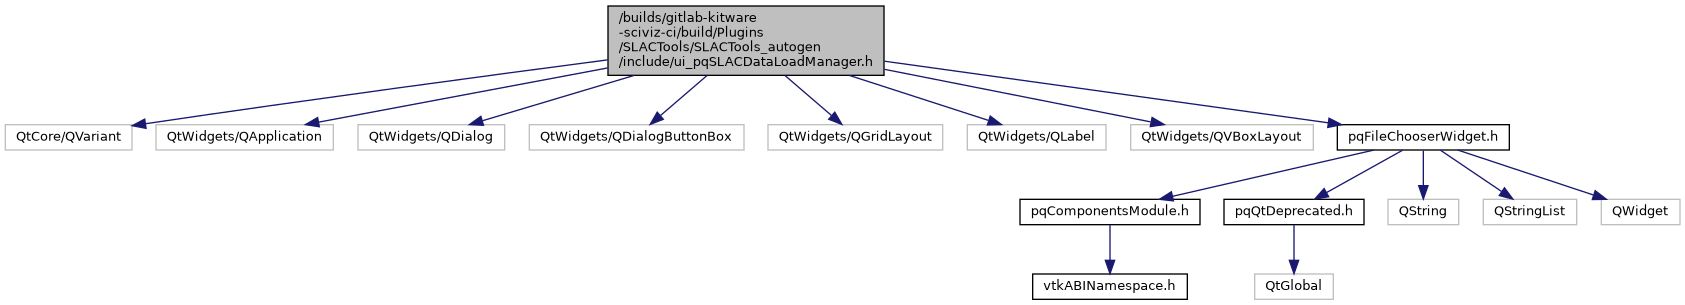 /builds/gitlab-kitware
-sciviz-ci/build/Plugins
/SLACTools/SLACTools_autogen
/include/ui_pqSLACDataLoadManager.h
QtCore/QVariant
QtWidgets/QApplication
QtWidgets/QDialog
QtWidgets/QDialogButtonBox
QtWidgets/QGridLayout
QtWidgets/QLabel
QtWidgets/QVBoxLayout
pqFileChooserWidget.h
pqComponentsModule.h
pqQtDeprecated.h
QString
QStringList
QWidget
vtkABINamespace.h
QtGlobal